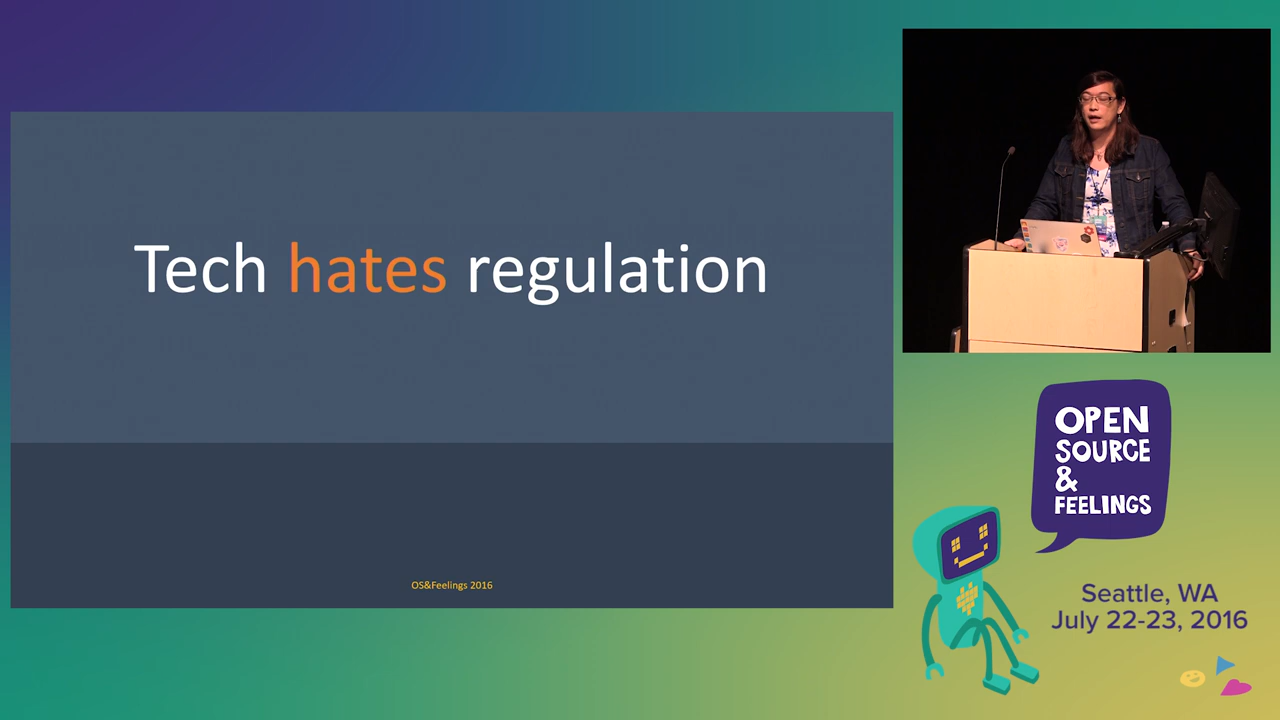 Tech hates regulation
OS&Feelings 2016
OPEN
SOURCE
&
FEELINGS
Seattle, WA
July 22-23, 2016